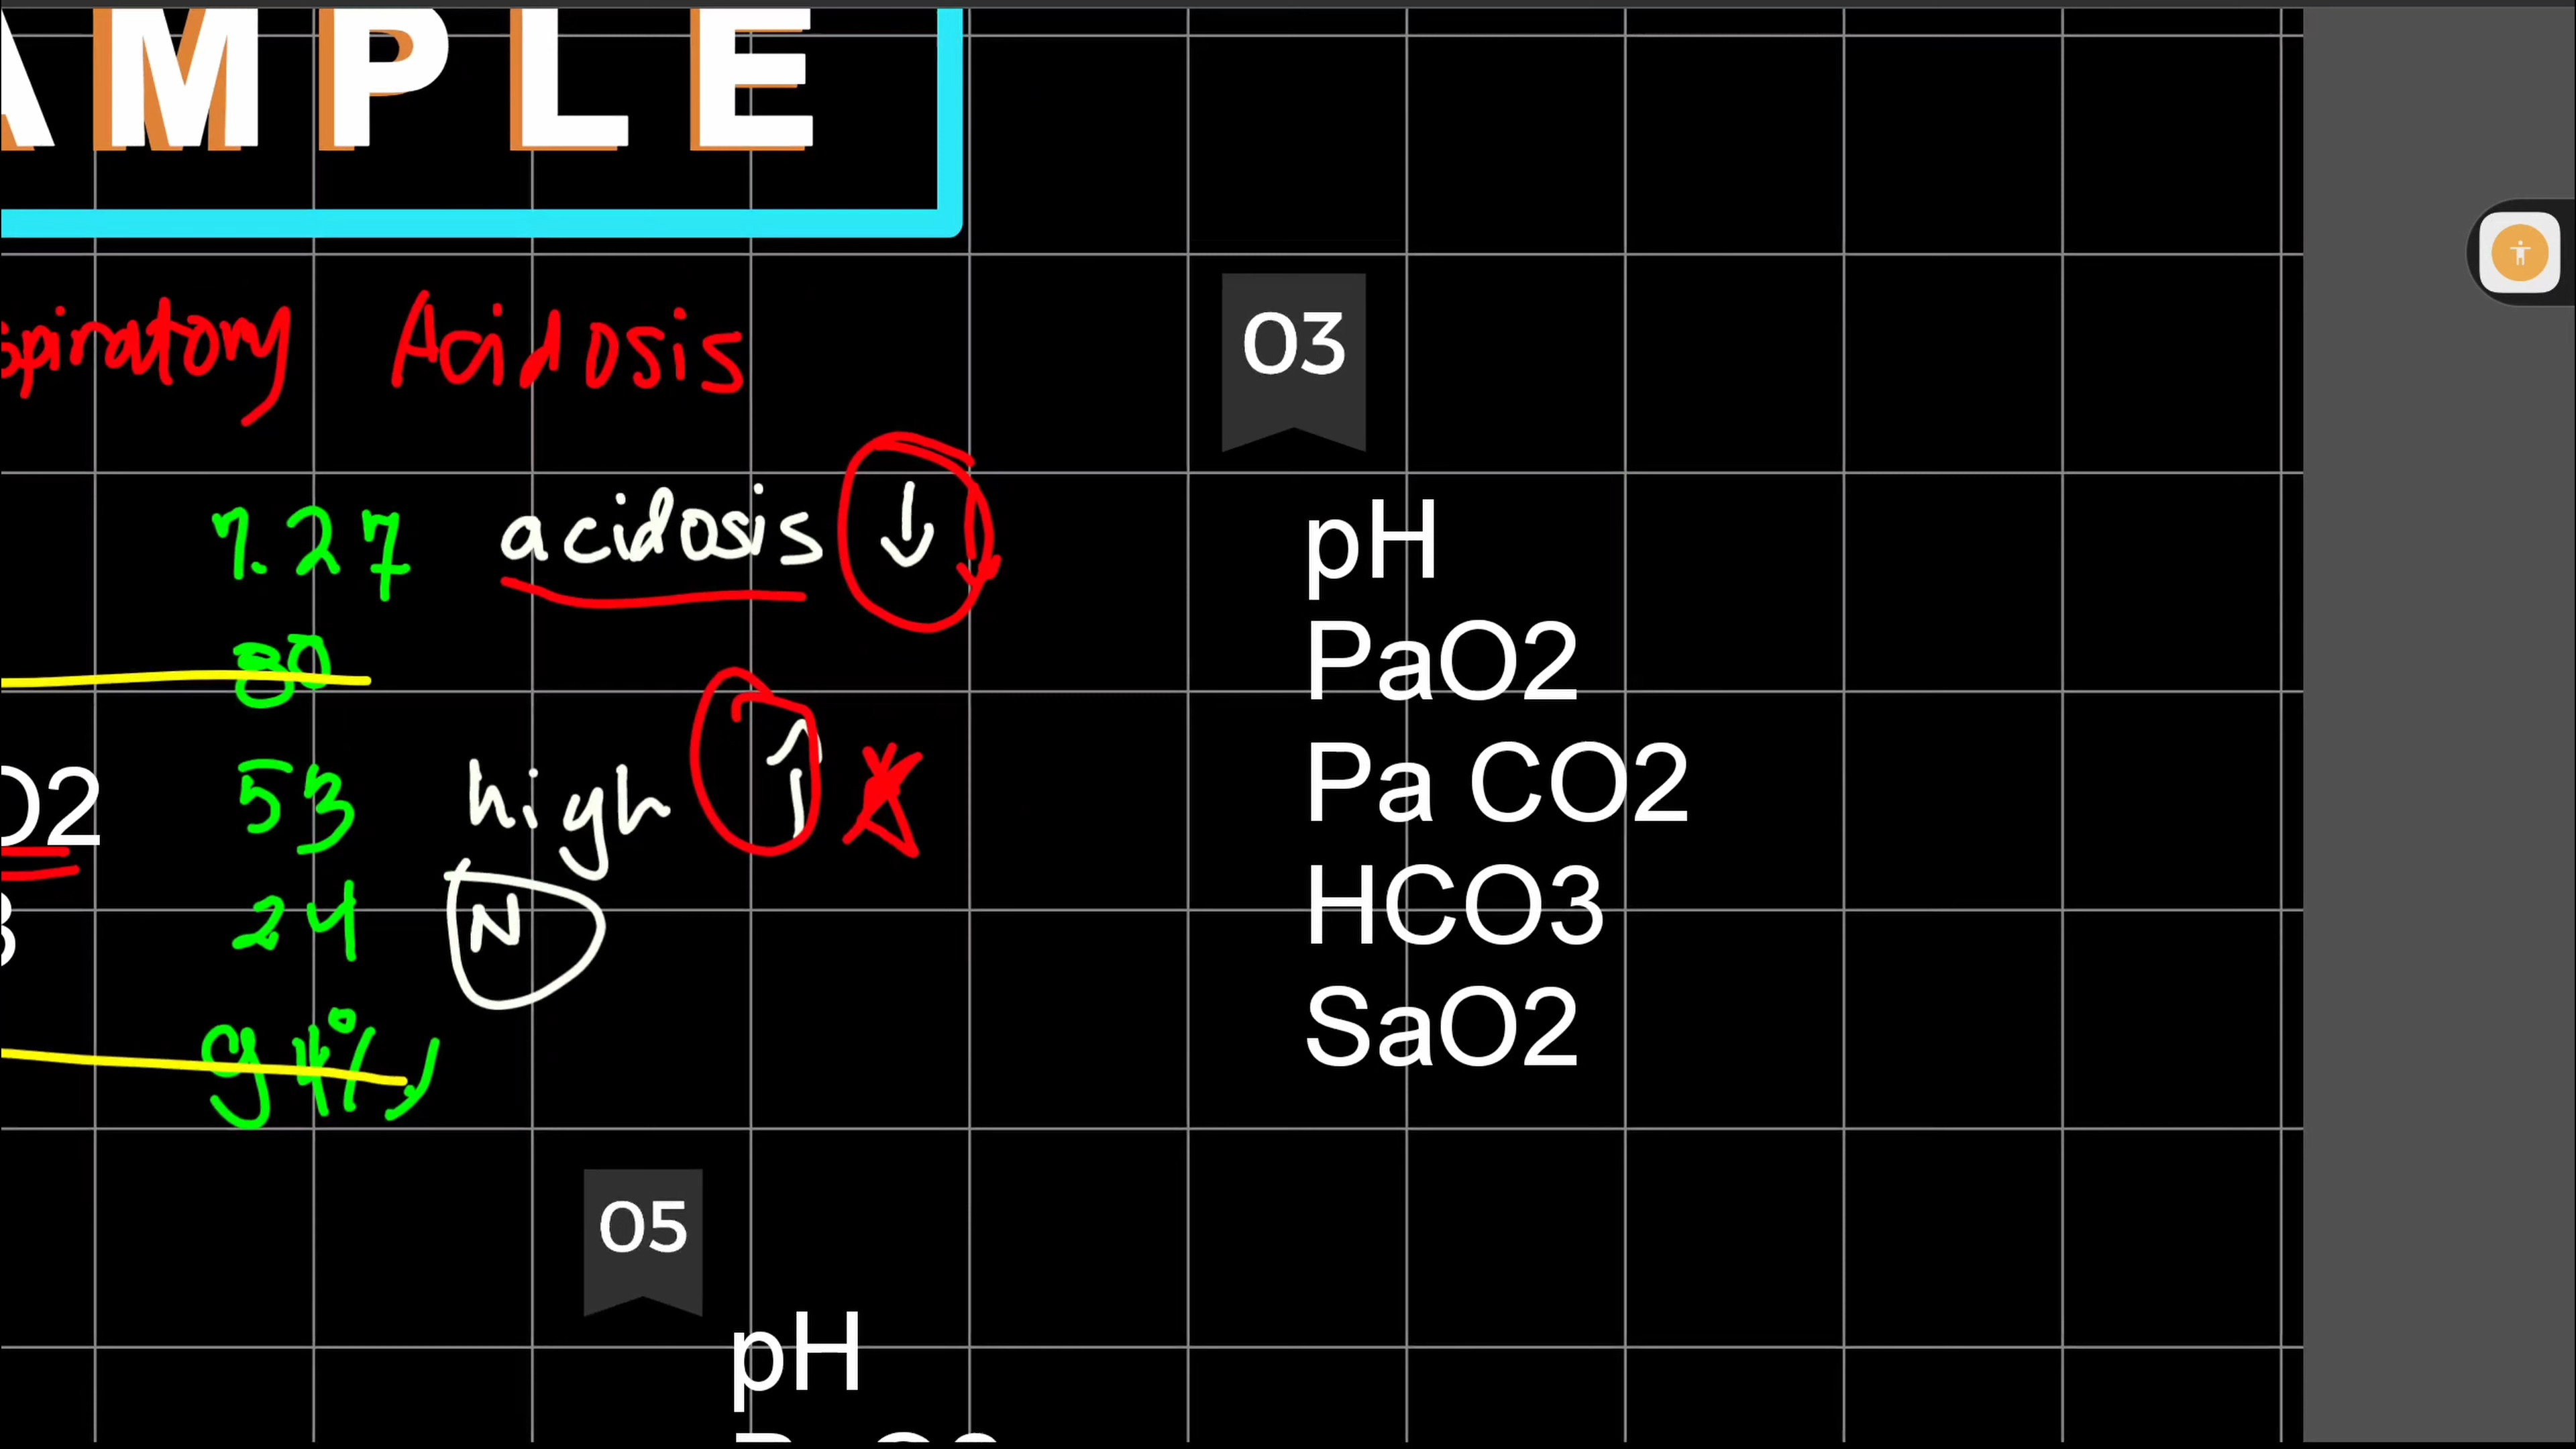 AMPLE
spiratory Acidosis
7.27 acidosis ↓
80
O2 53 high ↑
3 24 N
94%
03
pH
PaO2
Pa CO2
HCO3
SaO2
05
pH